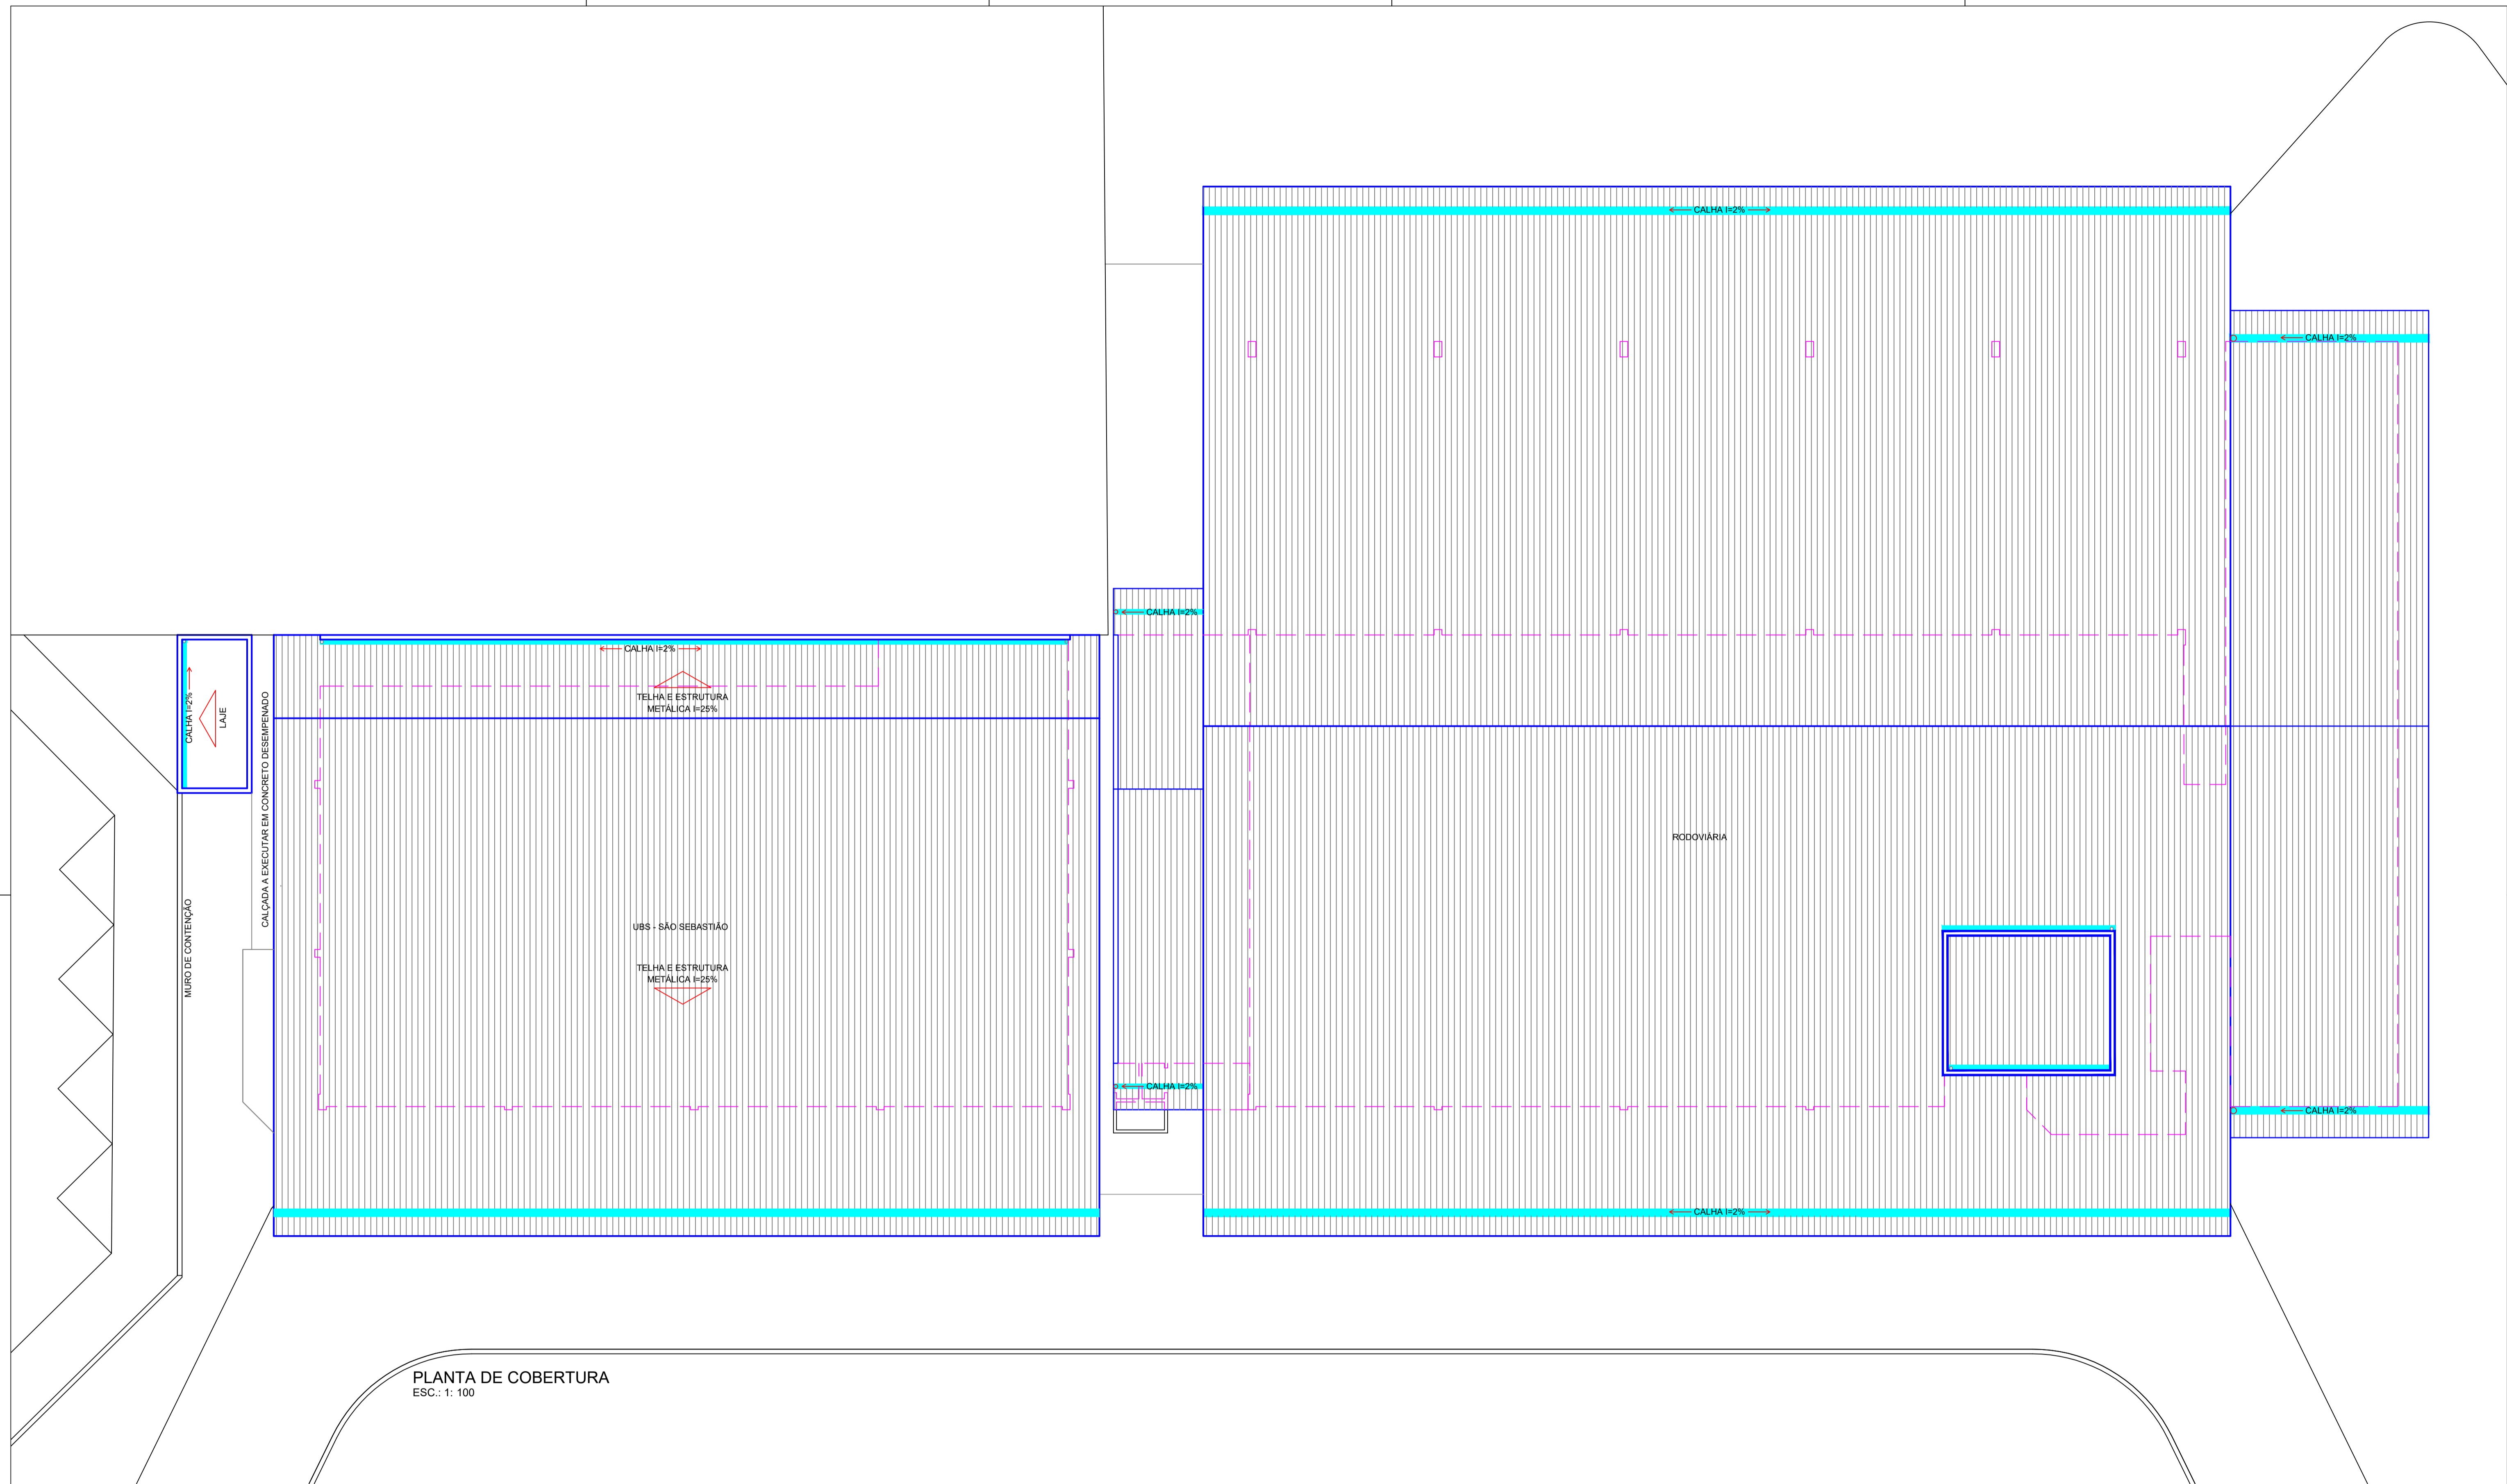 CALHA I=2%
CALHA I=2%
CALHA I=2%
CALHA I=2%
TELHA E ESTRUTURA
METÁLICA I=25%
CALHA I=2%
LAJE
CALÇADA A EXECUTAR EM CONCRETO DESEMPENADO
RODOVIÁRIA
MURO DE CONTENÇÃO
UBS - SÃO SEBASTIÃO
TELHA E ESTRUTURA
METÁLICA I=25%
CALHA I=2%
CALHA I=2%
CALHA I=2%
PLANTA DE COBERTURA
ESC.: 1: 100